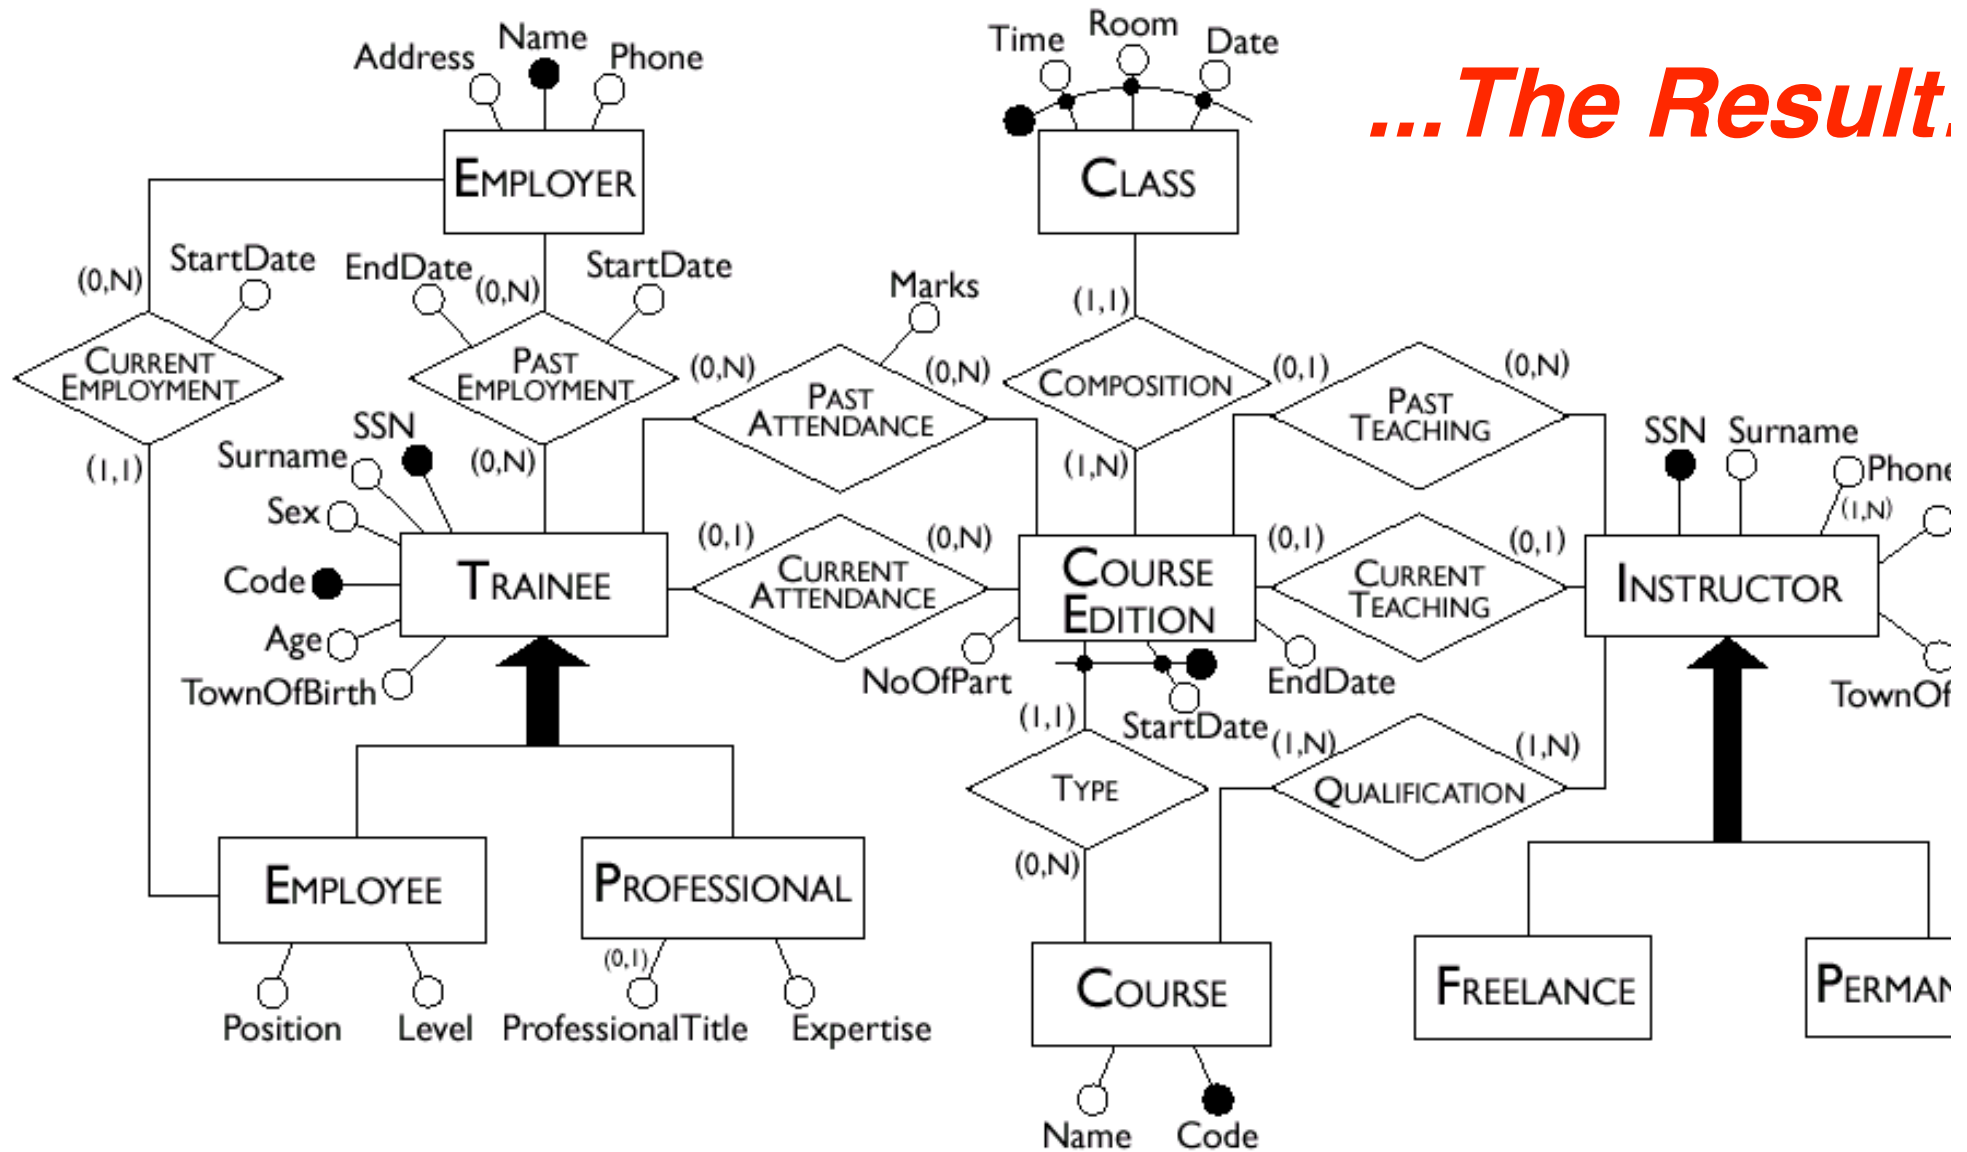 ...The Result.
Address
Name
Phone
EMPLOYER
Time
Room
Date
CLASS
(0,N)
StartDate
CURRENT
EMPLOYMENT
(1,1)
EndDate
(0,N)
StartDate
PAST
EMPLOYMENT
(0,N)
Marks
(0,N)
(0,N)
PAST
ATTENDANCE
(1,1)
COMPOSITION
(1,N)
(0,1)
(0,N)
PAST
TEACHING
SSN
Surname
Sex
Code
Age
TownOfBirth
TRAINEE
(0,1)
(0,N)
CURRENT
ATTENDANCE
COURSE
EDITION
NoOfPart
StartDate
EndDate
(0,1)
(0,1)
CURRENT
TEACHING
SSN
Surname
Phone
(1,N)
INSTRUCTOR
TownOf
(1,1)
TYPE
(0,N)
(1,N)
(1,N)
QUALIFICATION
EMPLOYEE
Position
Level
PROFESSIONAL
(0,1)
ProfessionalTitle
Expertise
COURSE
Name
Code
FREELANCE
PERMAN